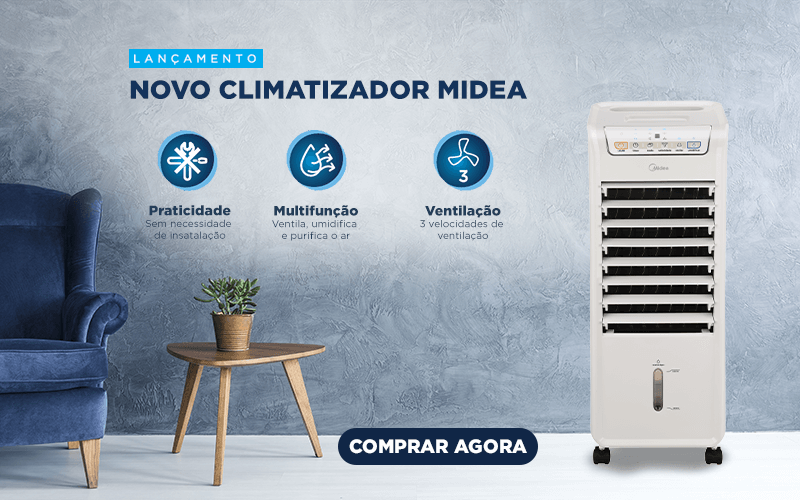 LANÇAMENTO
NOVO CLIMATIZADOR MIDEA
3
Praticidade
Sem necessidade
de insatalação
Multifunção
Ventila, umidifica
e purifica o ar
Ventilação
3 velocidades de
ventilação
Midea
COMPRAR AGORA